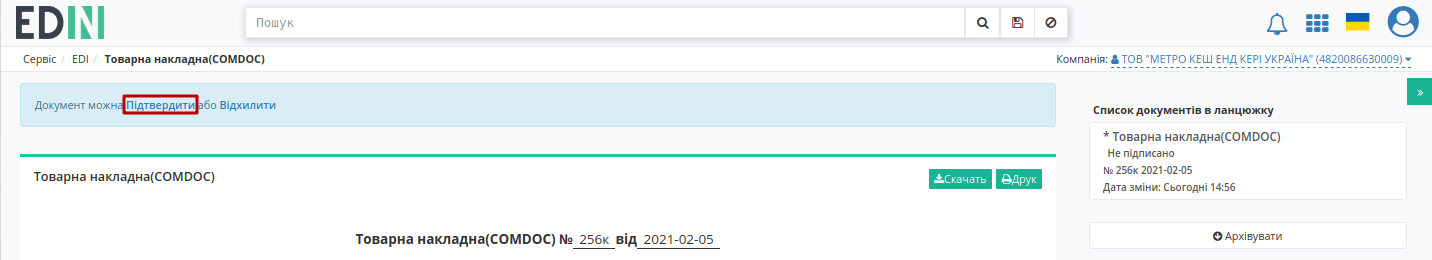 EDIN
Пошук
Сервіс / EDI / Товарна накладна(COMDOC)
Компанія: ТОВ "МЕТРО КЕШ ЕНД КЕРІ УКРАЇНА" (4820086630009)
Документ можна Підтвердити або Відхилити
»
Товарна накладна(COMDOC)
Скачать
Друк
Товарна накладна(COMDOC) № 256к від 2021-02-05
Список документів в ланцюжку
* Товарна накладна(COMDOC)
Не підписано
№ 256к 2021-02-05
Дата зміни: Сьогодні 14:56
Архівувати